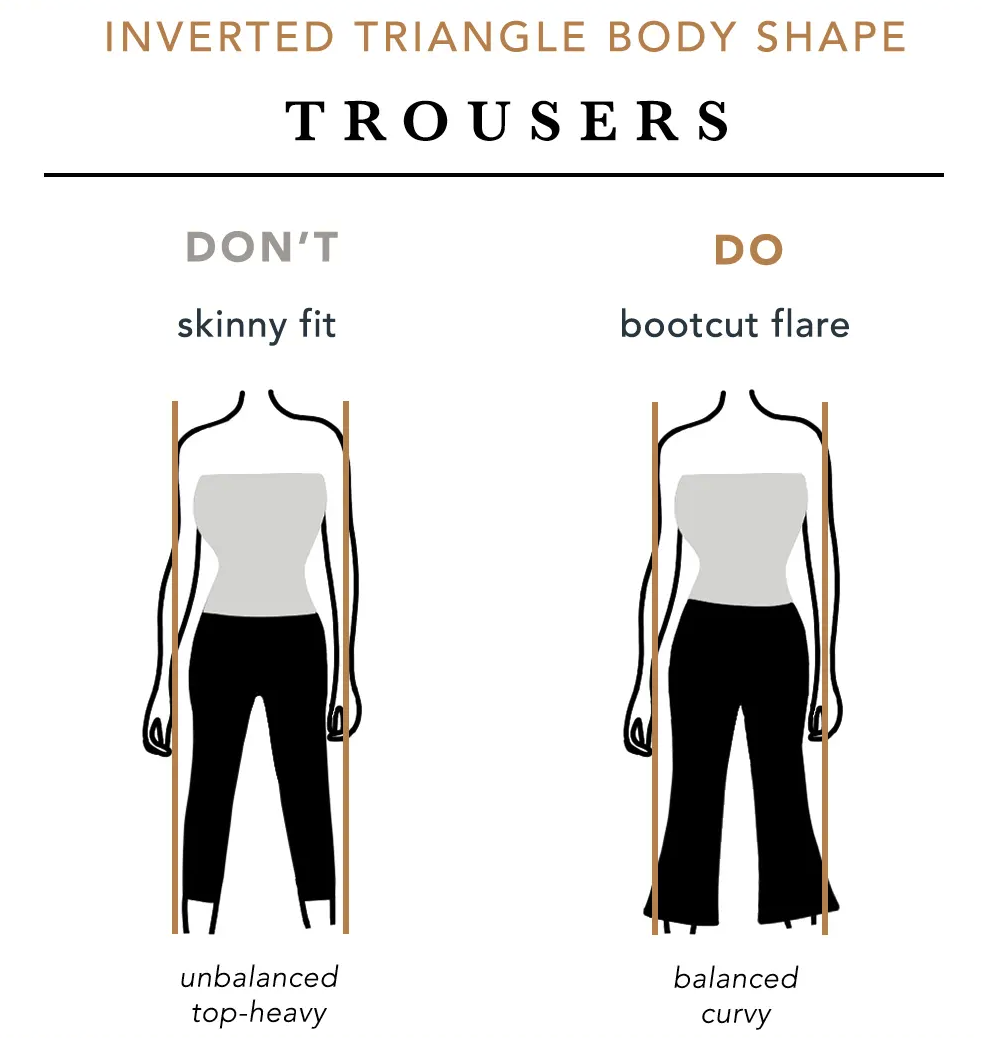 INVERTED TRIANGLE BODY SHAPE
TROUSERS
DON'T
skinny fit
unbalanced
top-heavy
DO
bootcut flare
balanced
curvy